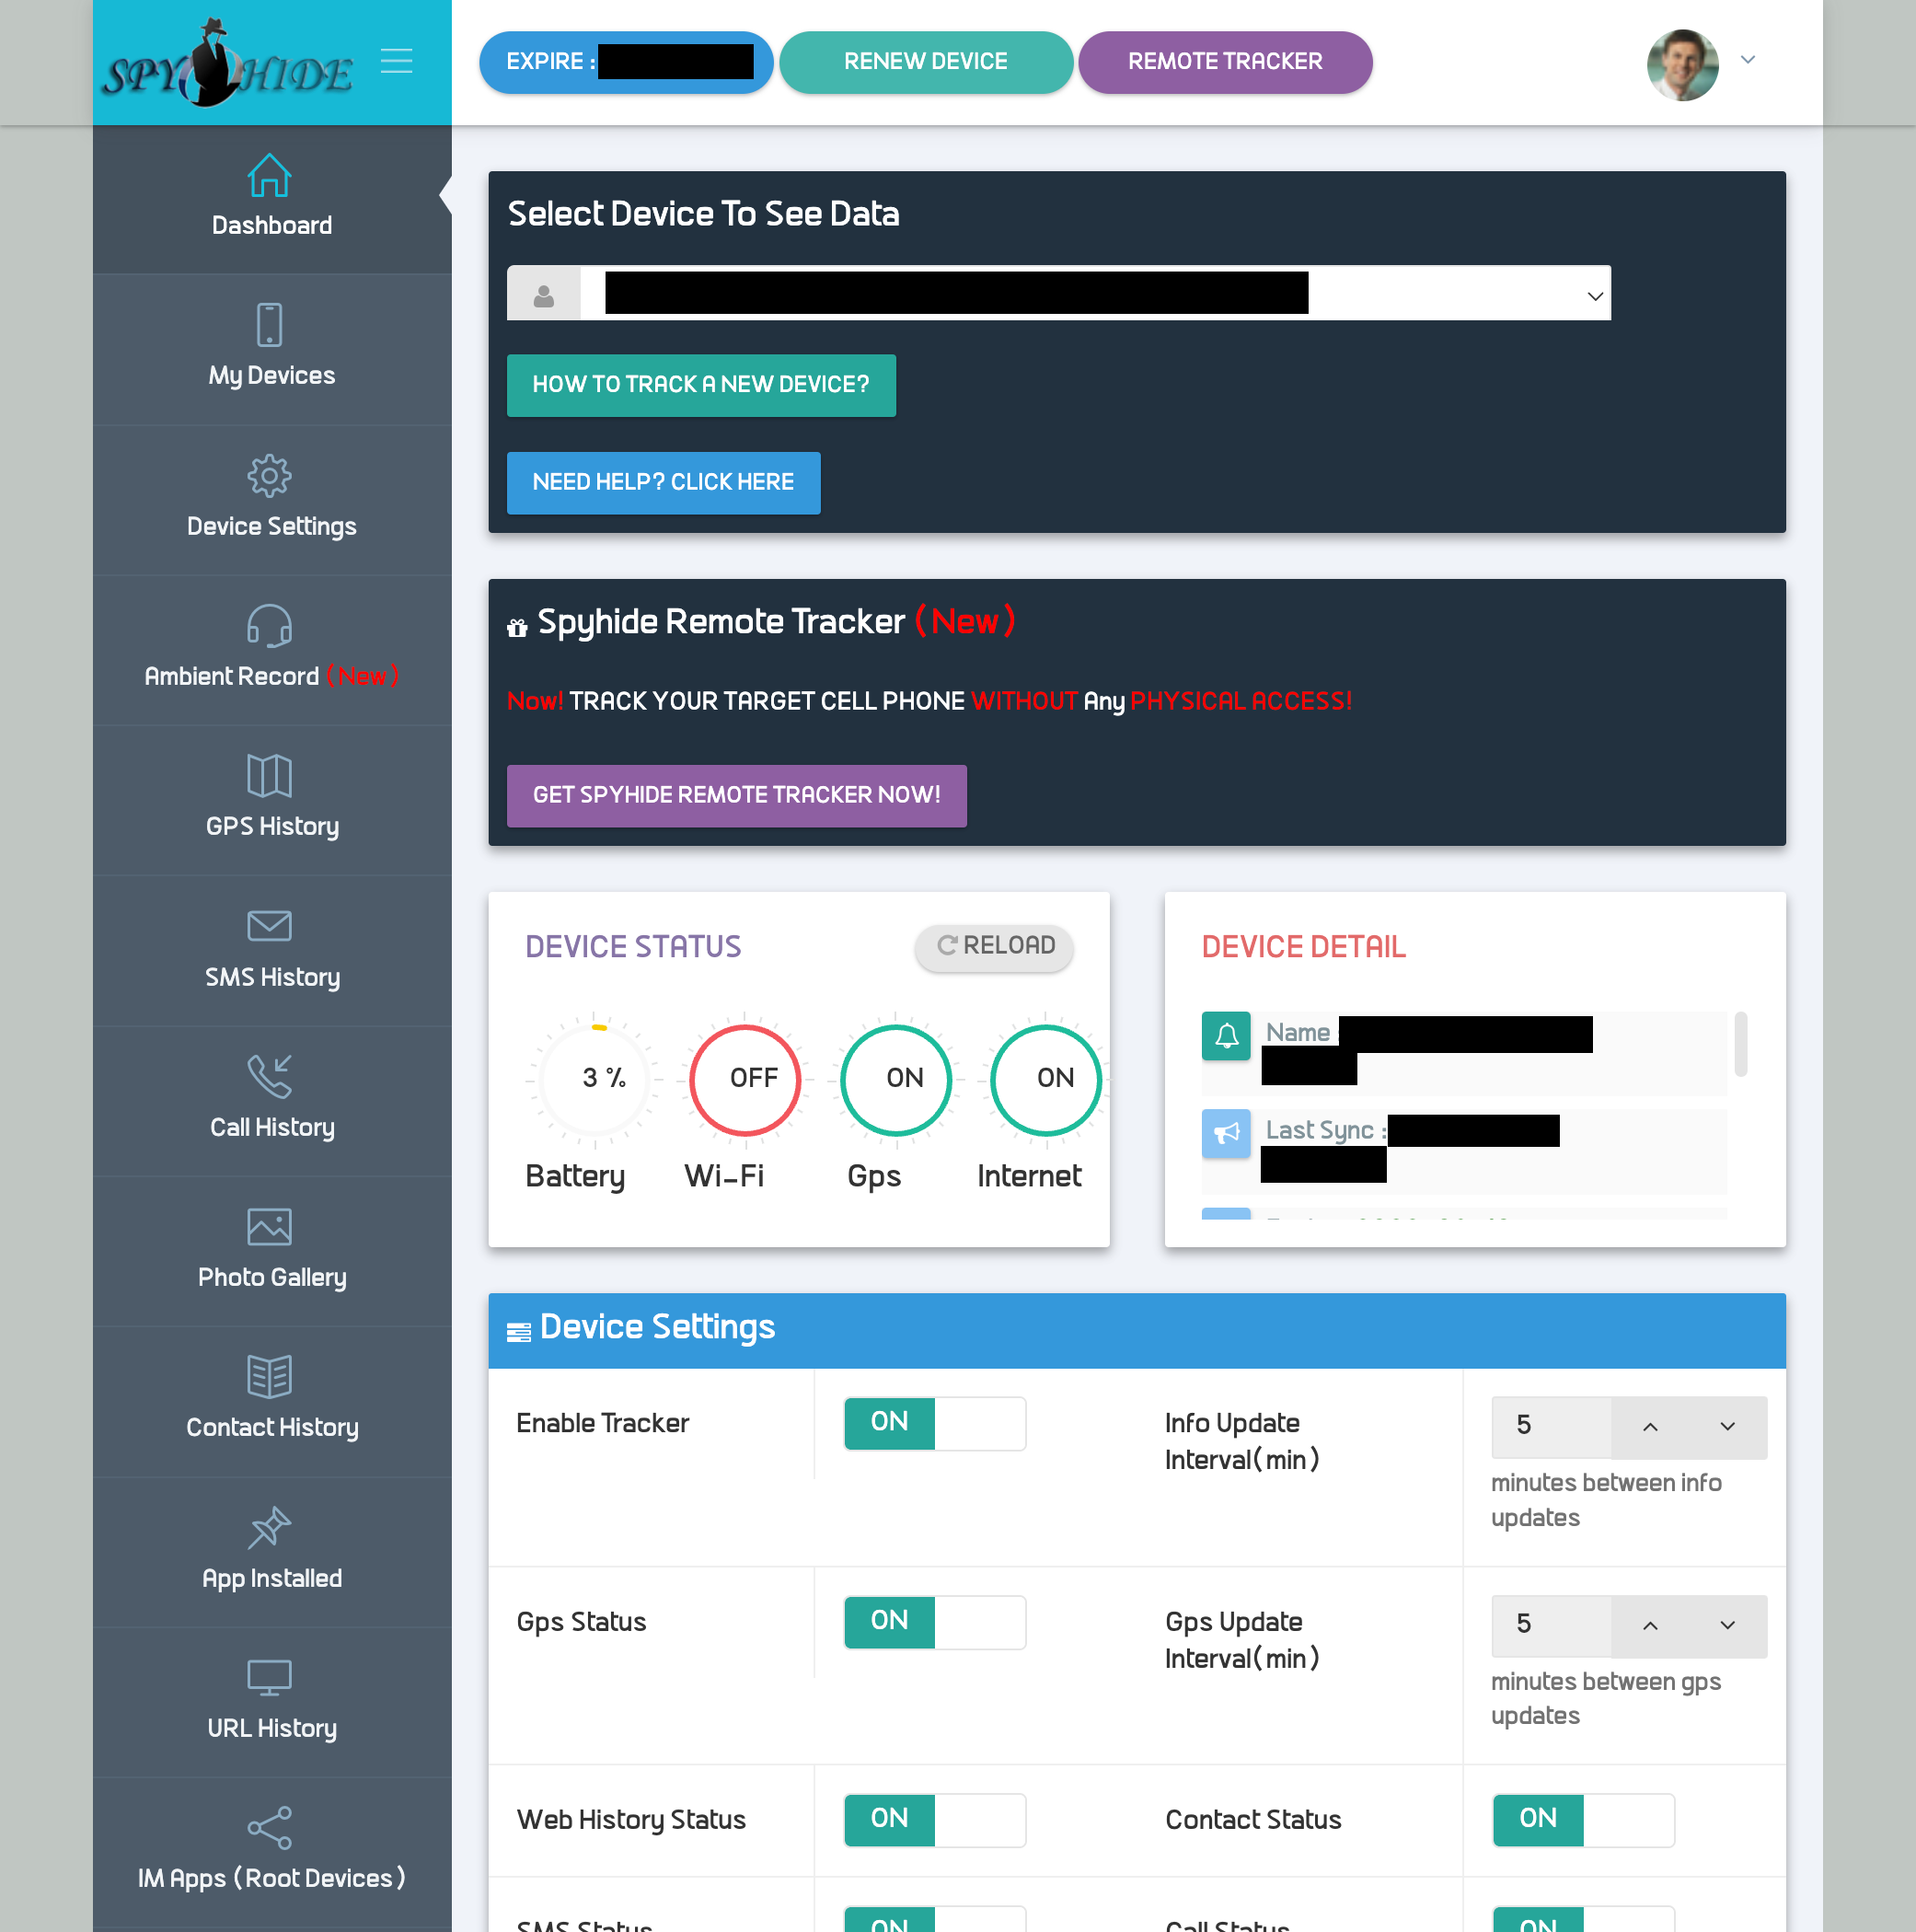 SPYHIDE
EXPIRE :
RENEW DEVICE
REMOTE TRACKER
Dashboard
My Devices
Device Settings
Ambient Record (New)
GPS History
SMS History
Call History
Photo Gallery
Contact History
App Installed
URL History
IM Apps (Root Devices)
Select Device To See Data
HOW TO TRACK A NEW DEVICE?
NEED HELP? CLICK HERE
Spyhide Remote Tracker (New)
Now! TRACK YOUR TARGET CELL PHONE WITHOUT Any PHYSICAL ACCESS!
GET SPYHIDE REMOTE TRACKER NOW!
DEVICE STATUS
RELOAD
3 %
OFF
ON
ON
Battery
Wi-Fi
Gps
Internet
DEVICE DETAIL
Name :
Last Sync :
Device Settings
Enable Tracker
ON
Info Update
Interval(min)
5
minutes between info
updates
Gps Status
ON
Gps Update
Interval(min)
5
minutes between gps
updates
Web History Status
ON
Contact Status
ON
SMS Status
ON
Call Status
ON